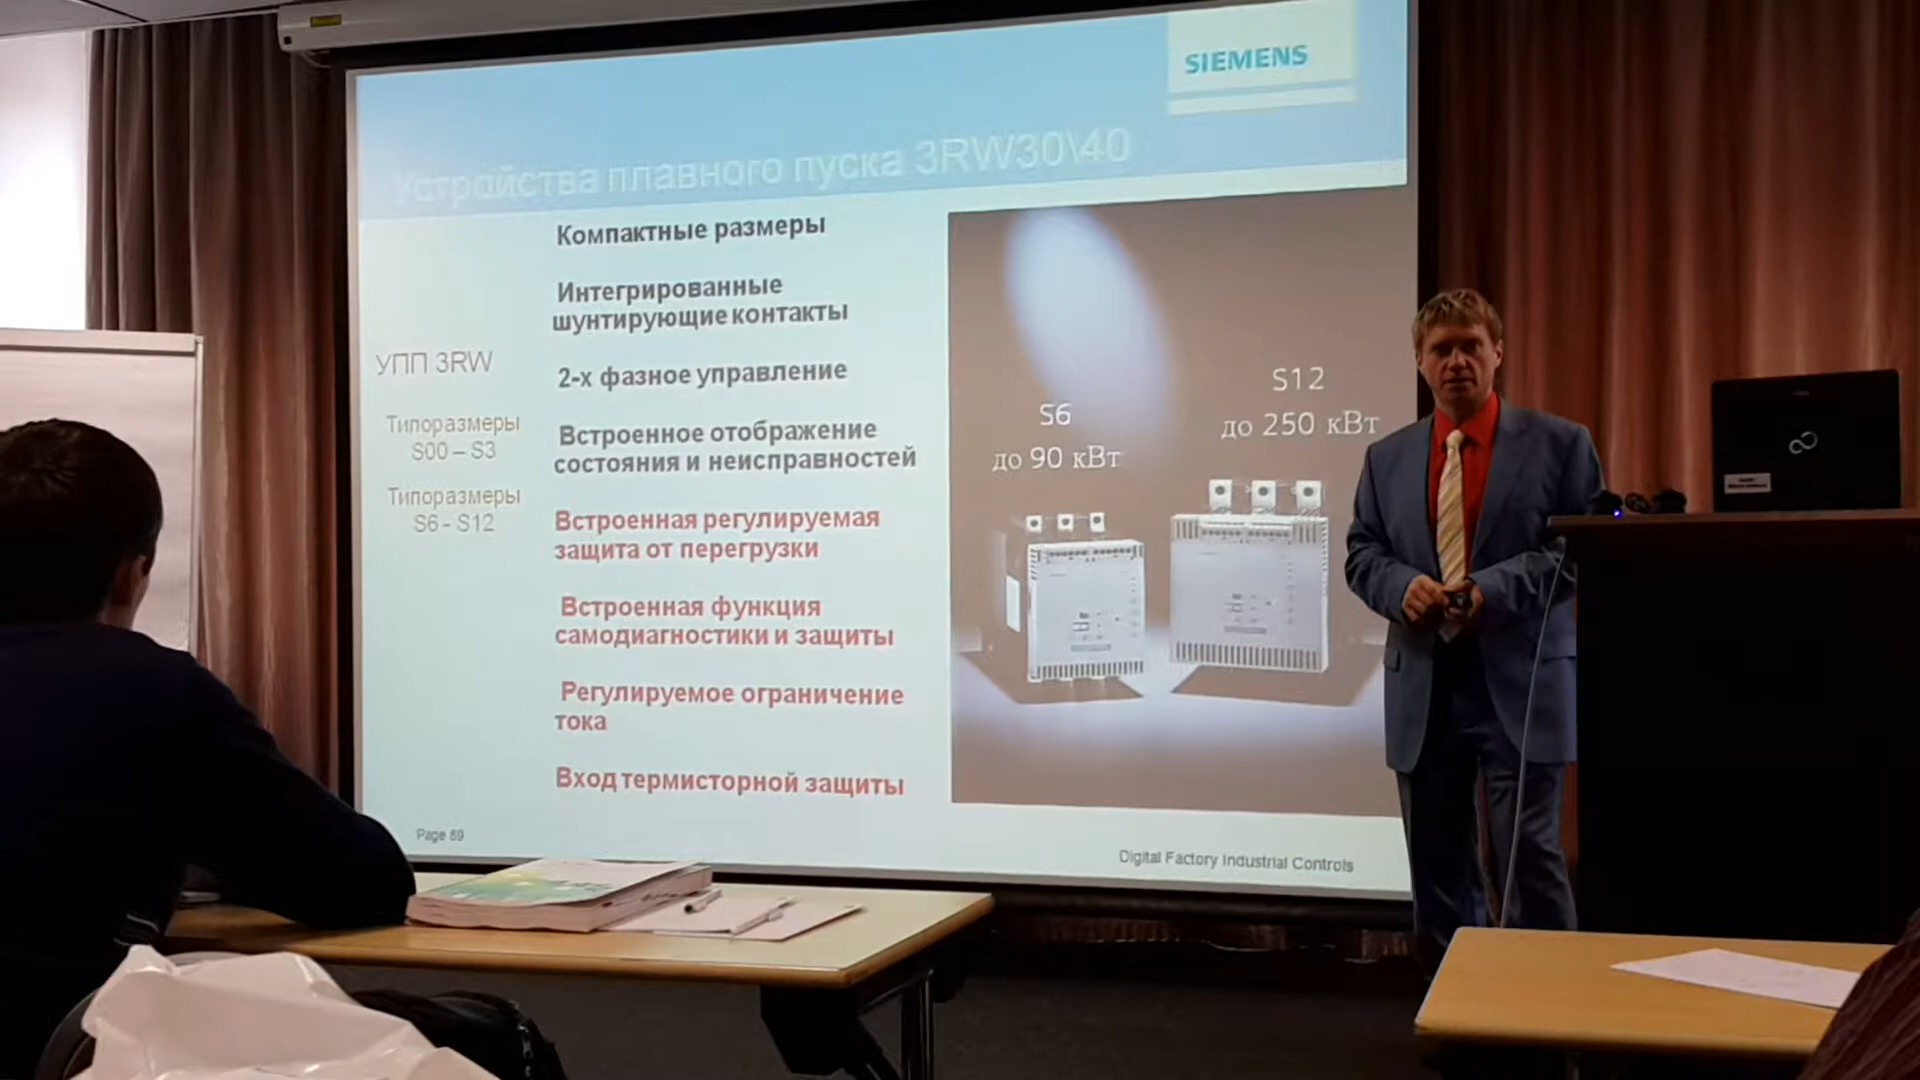 SIEMENS
Устройства плавного пуска 3RW30\40
УПП 3RW
Типоразмеры
S00 – S3
Типоразмеры
S6 - S12
Компактные размеры
Интегрированные
шунтирующие контакты
2-х фазное управление
Встроенное отображение
состояния и неисправностей
Встроенная регулируемая
защита от перегрузки
Встроенная функция
самодиагностики и защиты
Регулируемое ограничение
тока
Вход термисторной защиты
S6
до 90 кВт
S12
до 250 кВт
Page 69
Digital Factory Industrial Controls